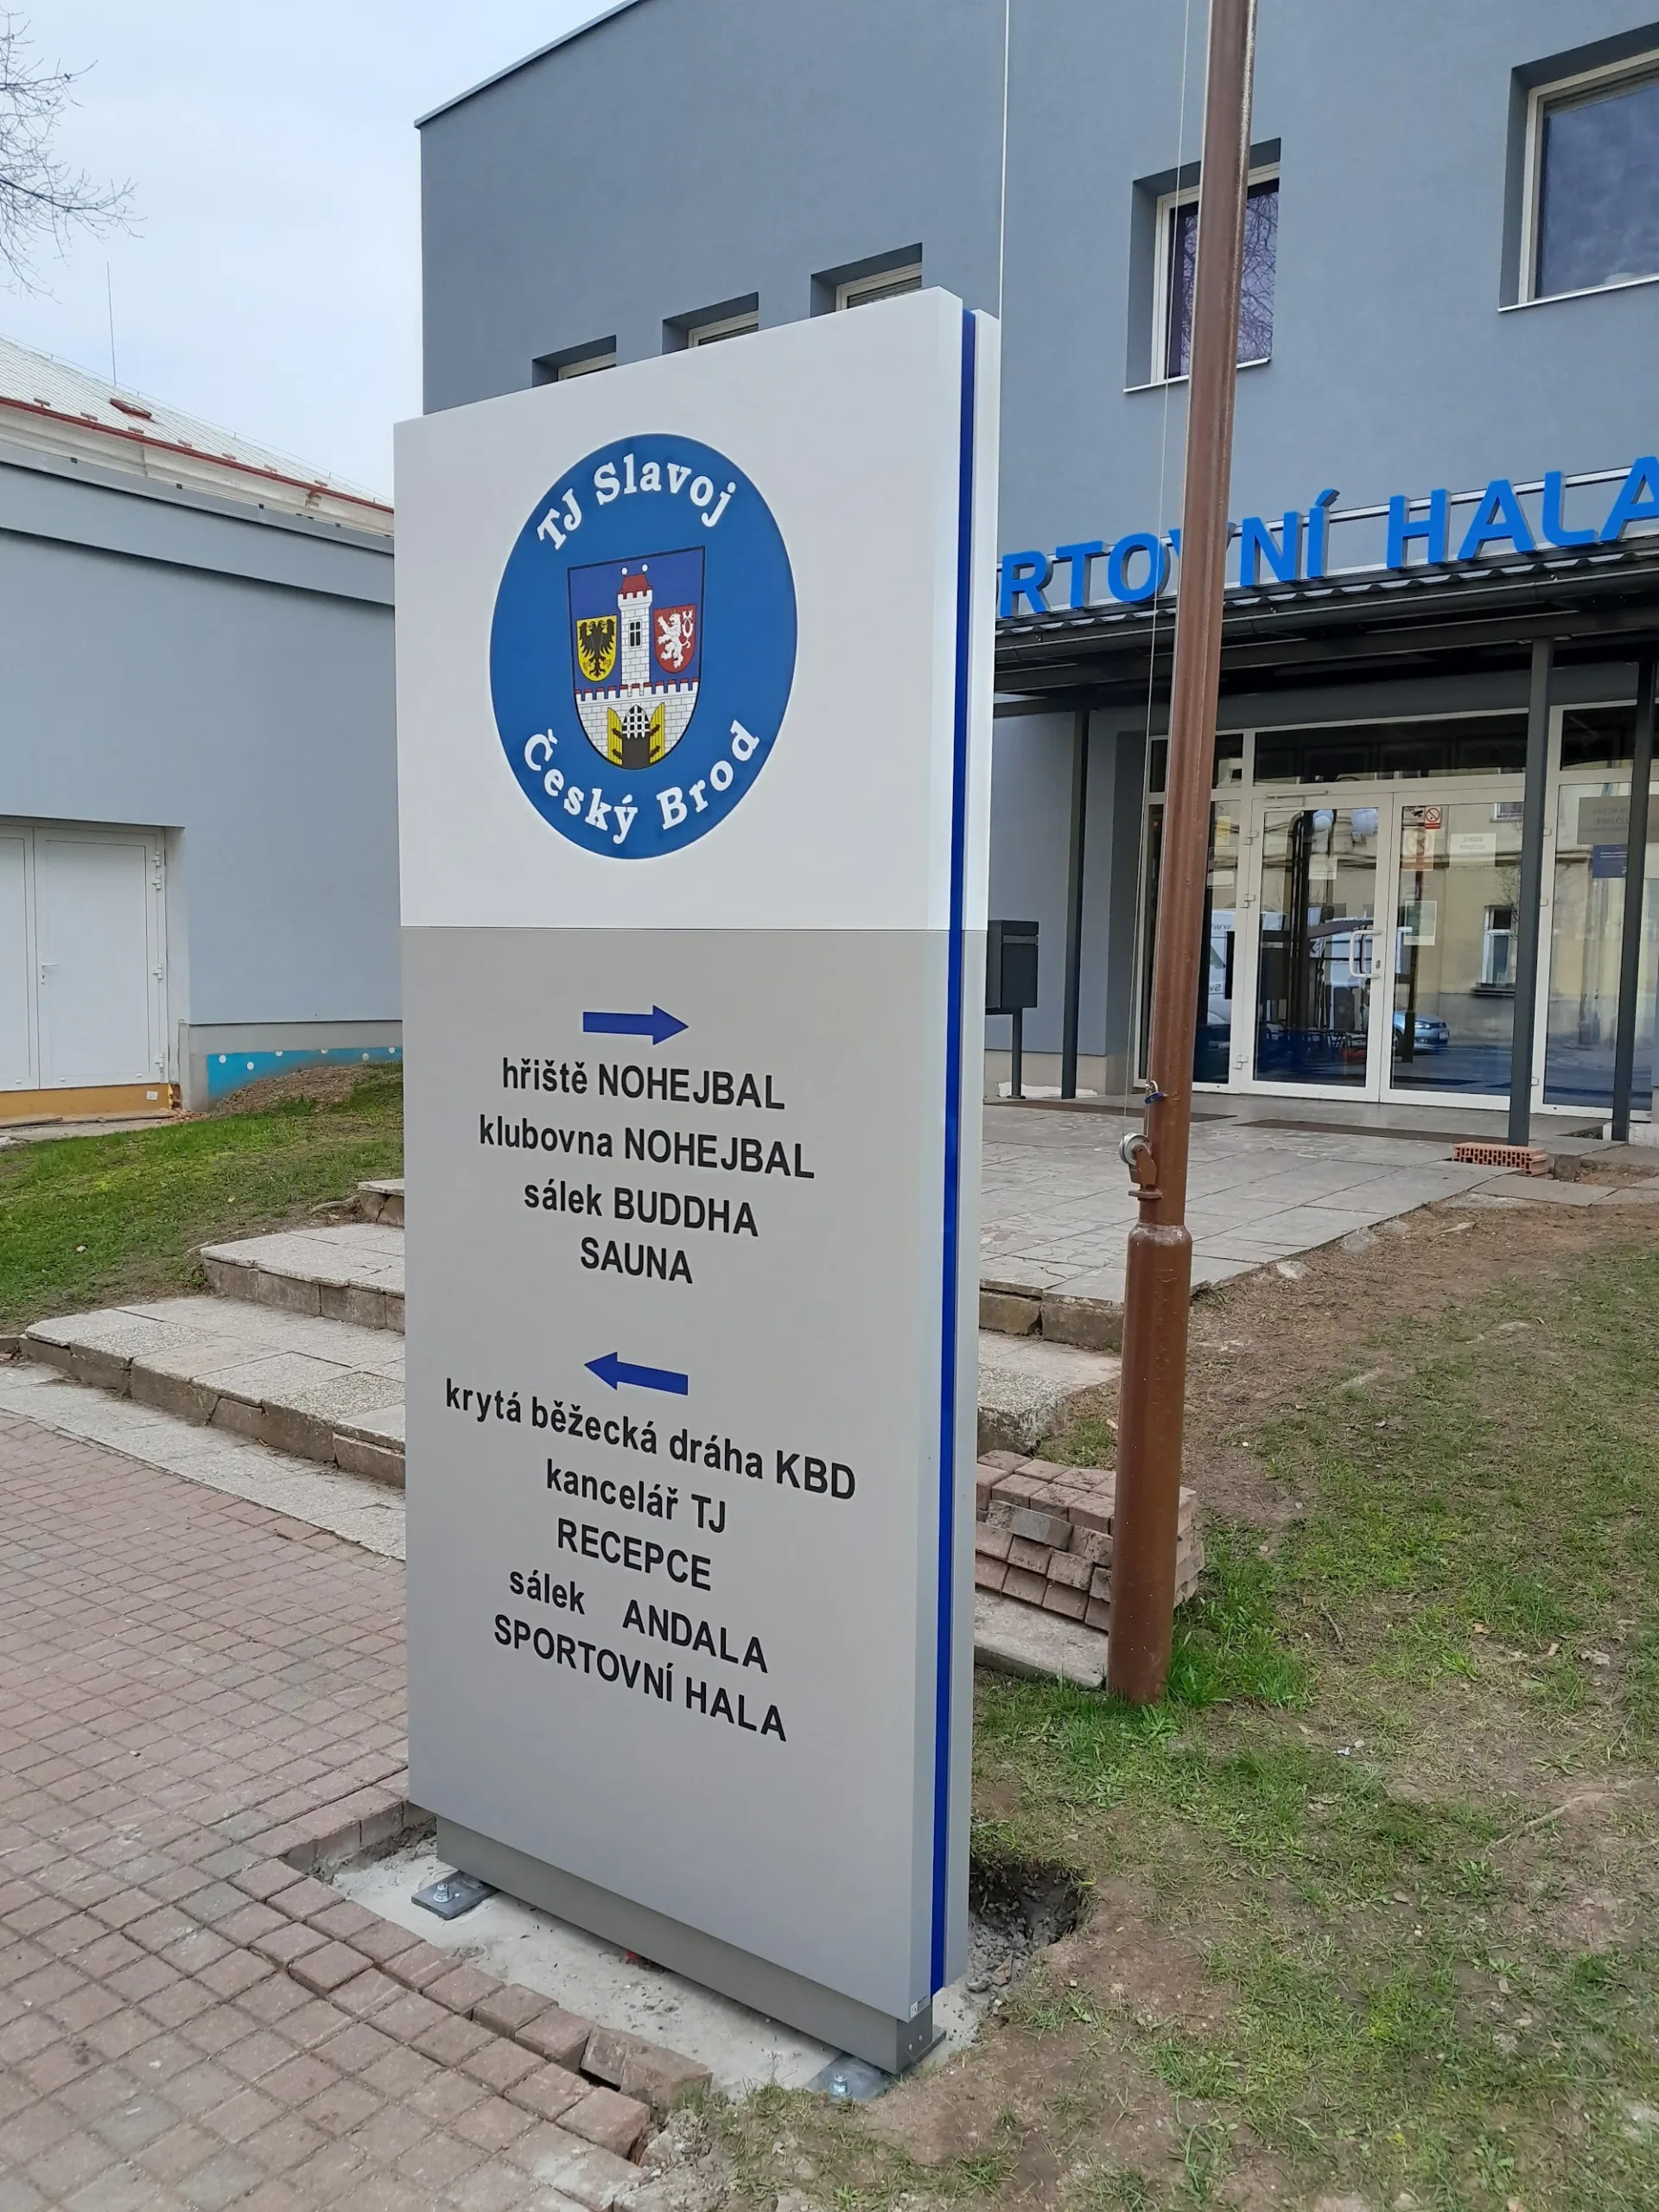 TJ Slavoj
Český Brod
RTOVNÍ HALA
hřiště NOHEJBAL
klubovna NOHEJBAL
sálek BUDDHA
SAUNA
krytá běžecká dráha KBD
kancelář TJ
RECEPCE
sálek ANDALA
SPORTOVNÍ HALA